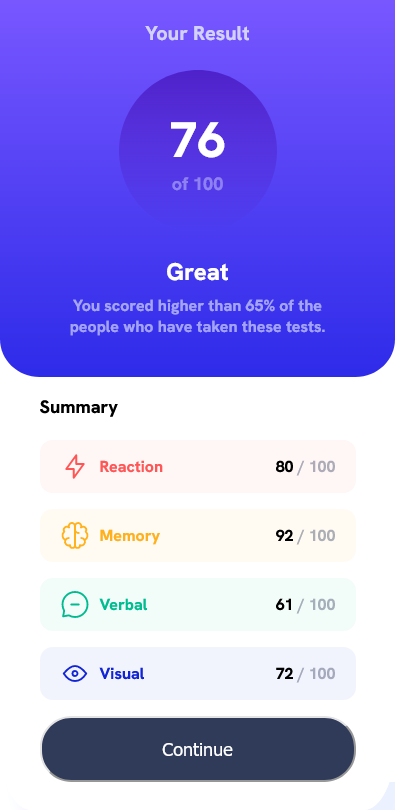 Your Result
76
of 100
Great
You scored higher than 65% of the
people who have taken these tests.
Summary
Reaction 80 / 100
Memory 92 / 100
Verbal 61 / 100
Visual 72 / 100
Continue